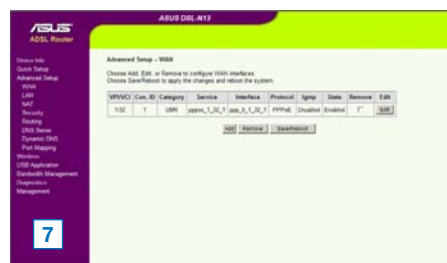 ASUS
ADSL Router
ASUS DSL-N13
Device Info
Quick Setup
Advanced Setup
WAN
LAN
NAT
Security
Routing
DNS Server
Dynamic DNS
Port Mapping
Wireless
USB Application
Bandwidth Management
Diagnostics
Management
7
Advanced Setup - WAN
Choose Add, Edit, or Remove to configure WAN interfaces.
Choose Save/Reboot to apply the changes and reboot the system.
VPI/VCI Con. ID Category Service Interface Protocol Igmp State Remove Edit
1/32 1 UBR pppoe_1_32_1 ppp_0_1_32_1 PPPoE Disabled Enabled Edit
Add Remove Save/Reboot